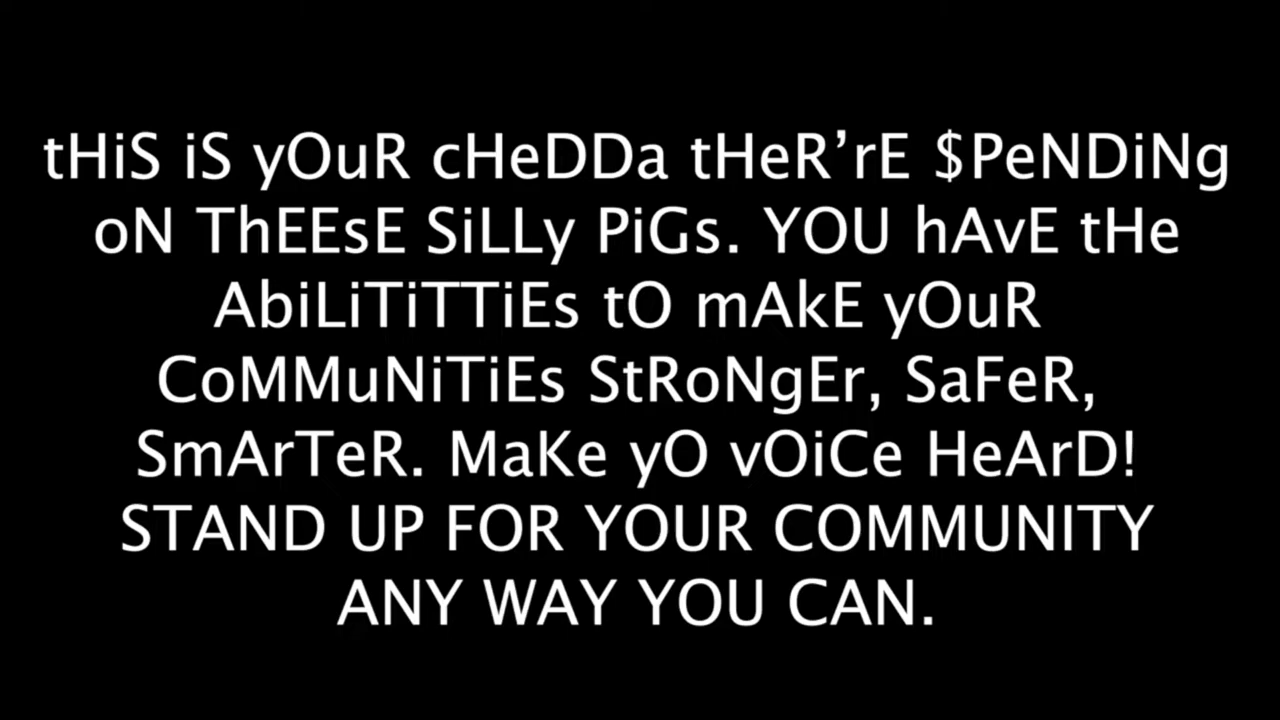 tHiS iS yOuR cHeDDa tHeR’rE $PeNDiNg
oN ThEEsE SiLLy PiGs. YOU hAvE tHe
AbiLiTiTTiEs tO mAkE yOuR
CoMMuNiTiEs StRoNgEr, SaFeR,
SmArTeR. MaKe yO vOiCe HeArD!
STAND UP FOR YOUR COMMUNITY
ANY WAY YOU CAN.